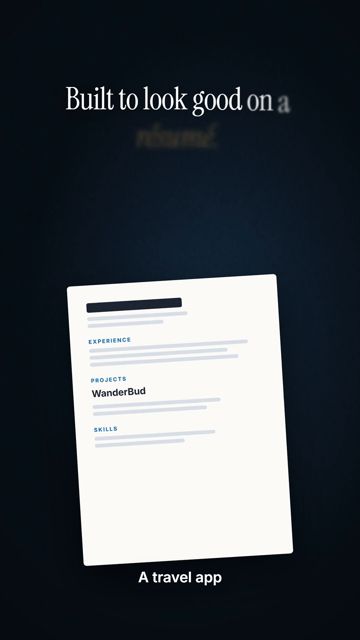 Built to look good on a
résumé.
EXPERIENCE
PROJECTS
WanderBud
SKILLS
A travel app